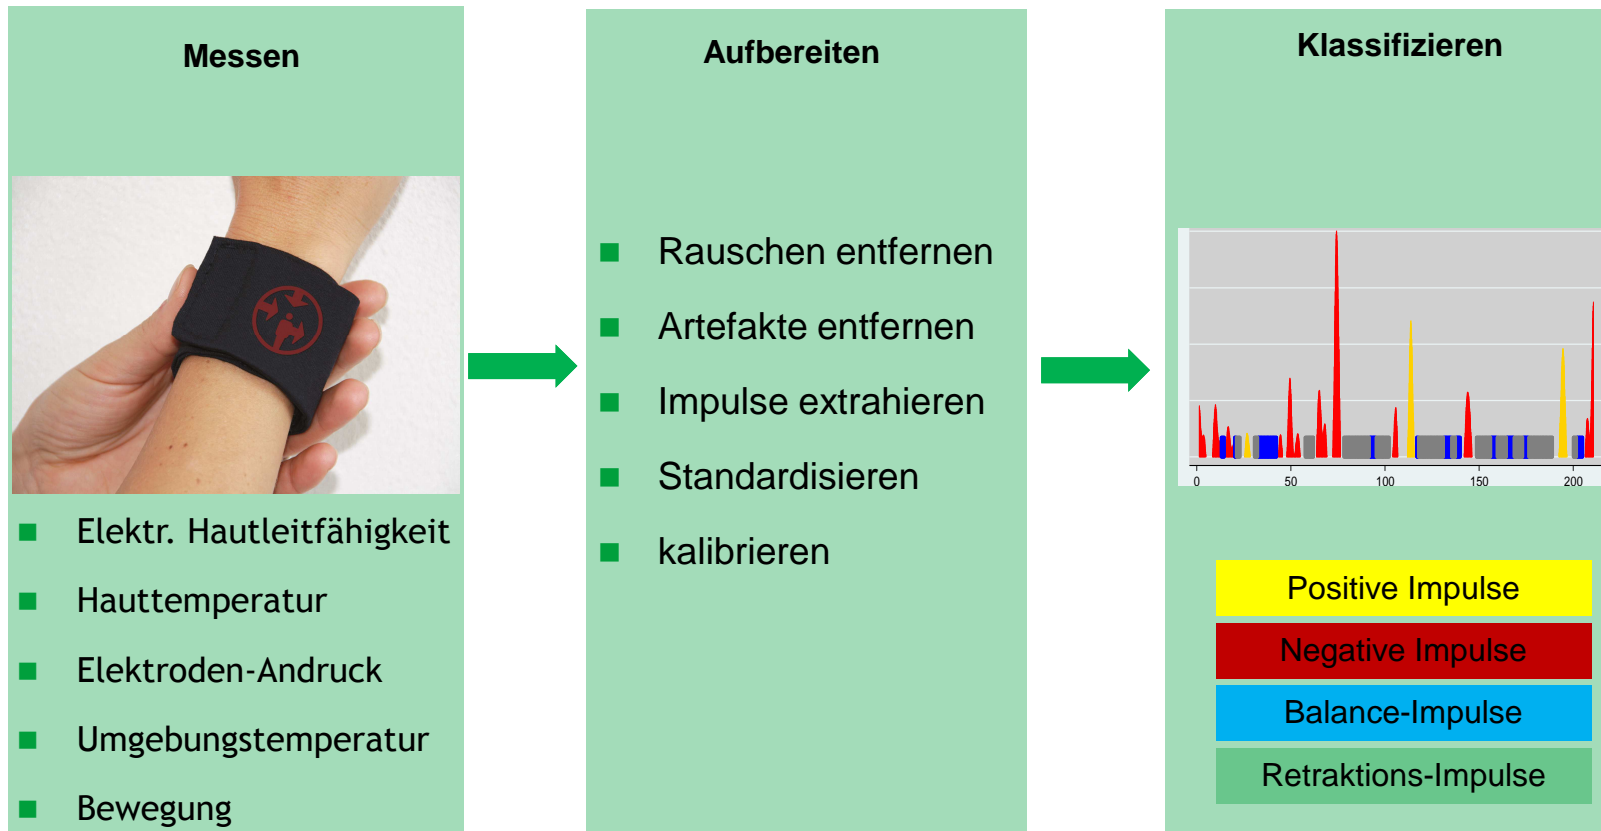 Messen
Elektr. Hautleitfähigkeit
Hauttemperatur
Elektroden-Andruck
Umgebungstemperatur
Bewegung
Aufbereiten
Rauschen entfernen
Artefakte entfernen
Impulse extrahieren
Standardisieren
kalibrieren
Klassifizieren
0 50 100 150 200
Positive Impulse
Negative Impulse
Balance-Impulse
Retraktions-Impulse